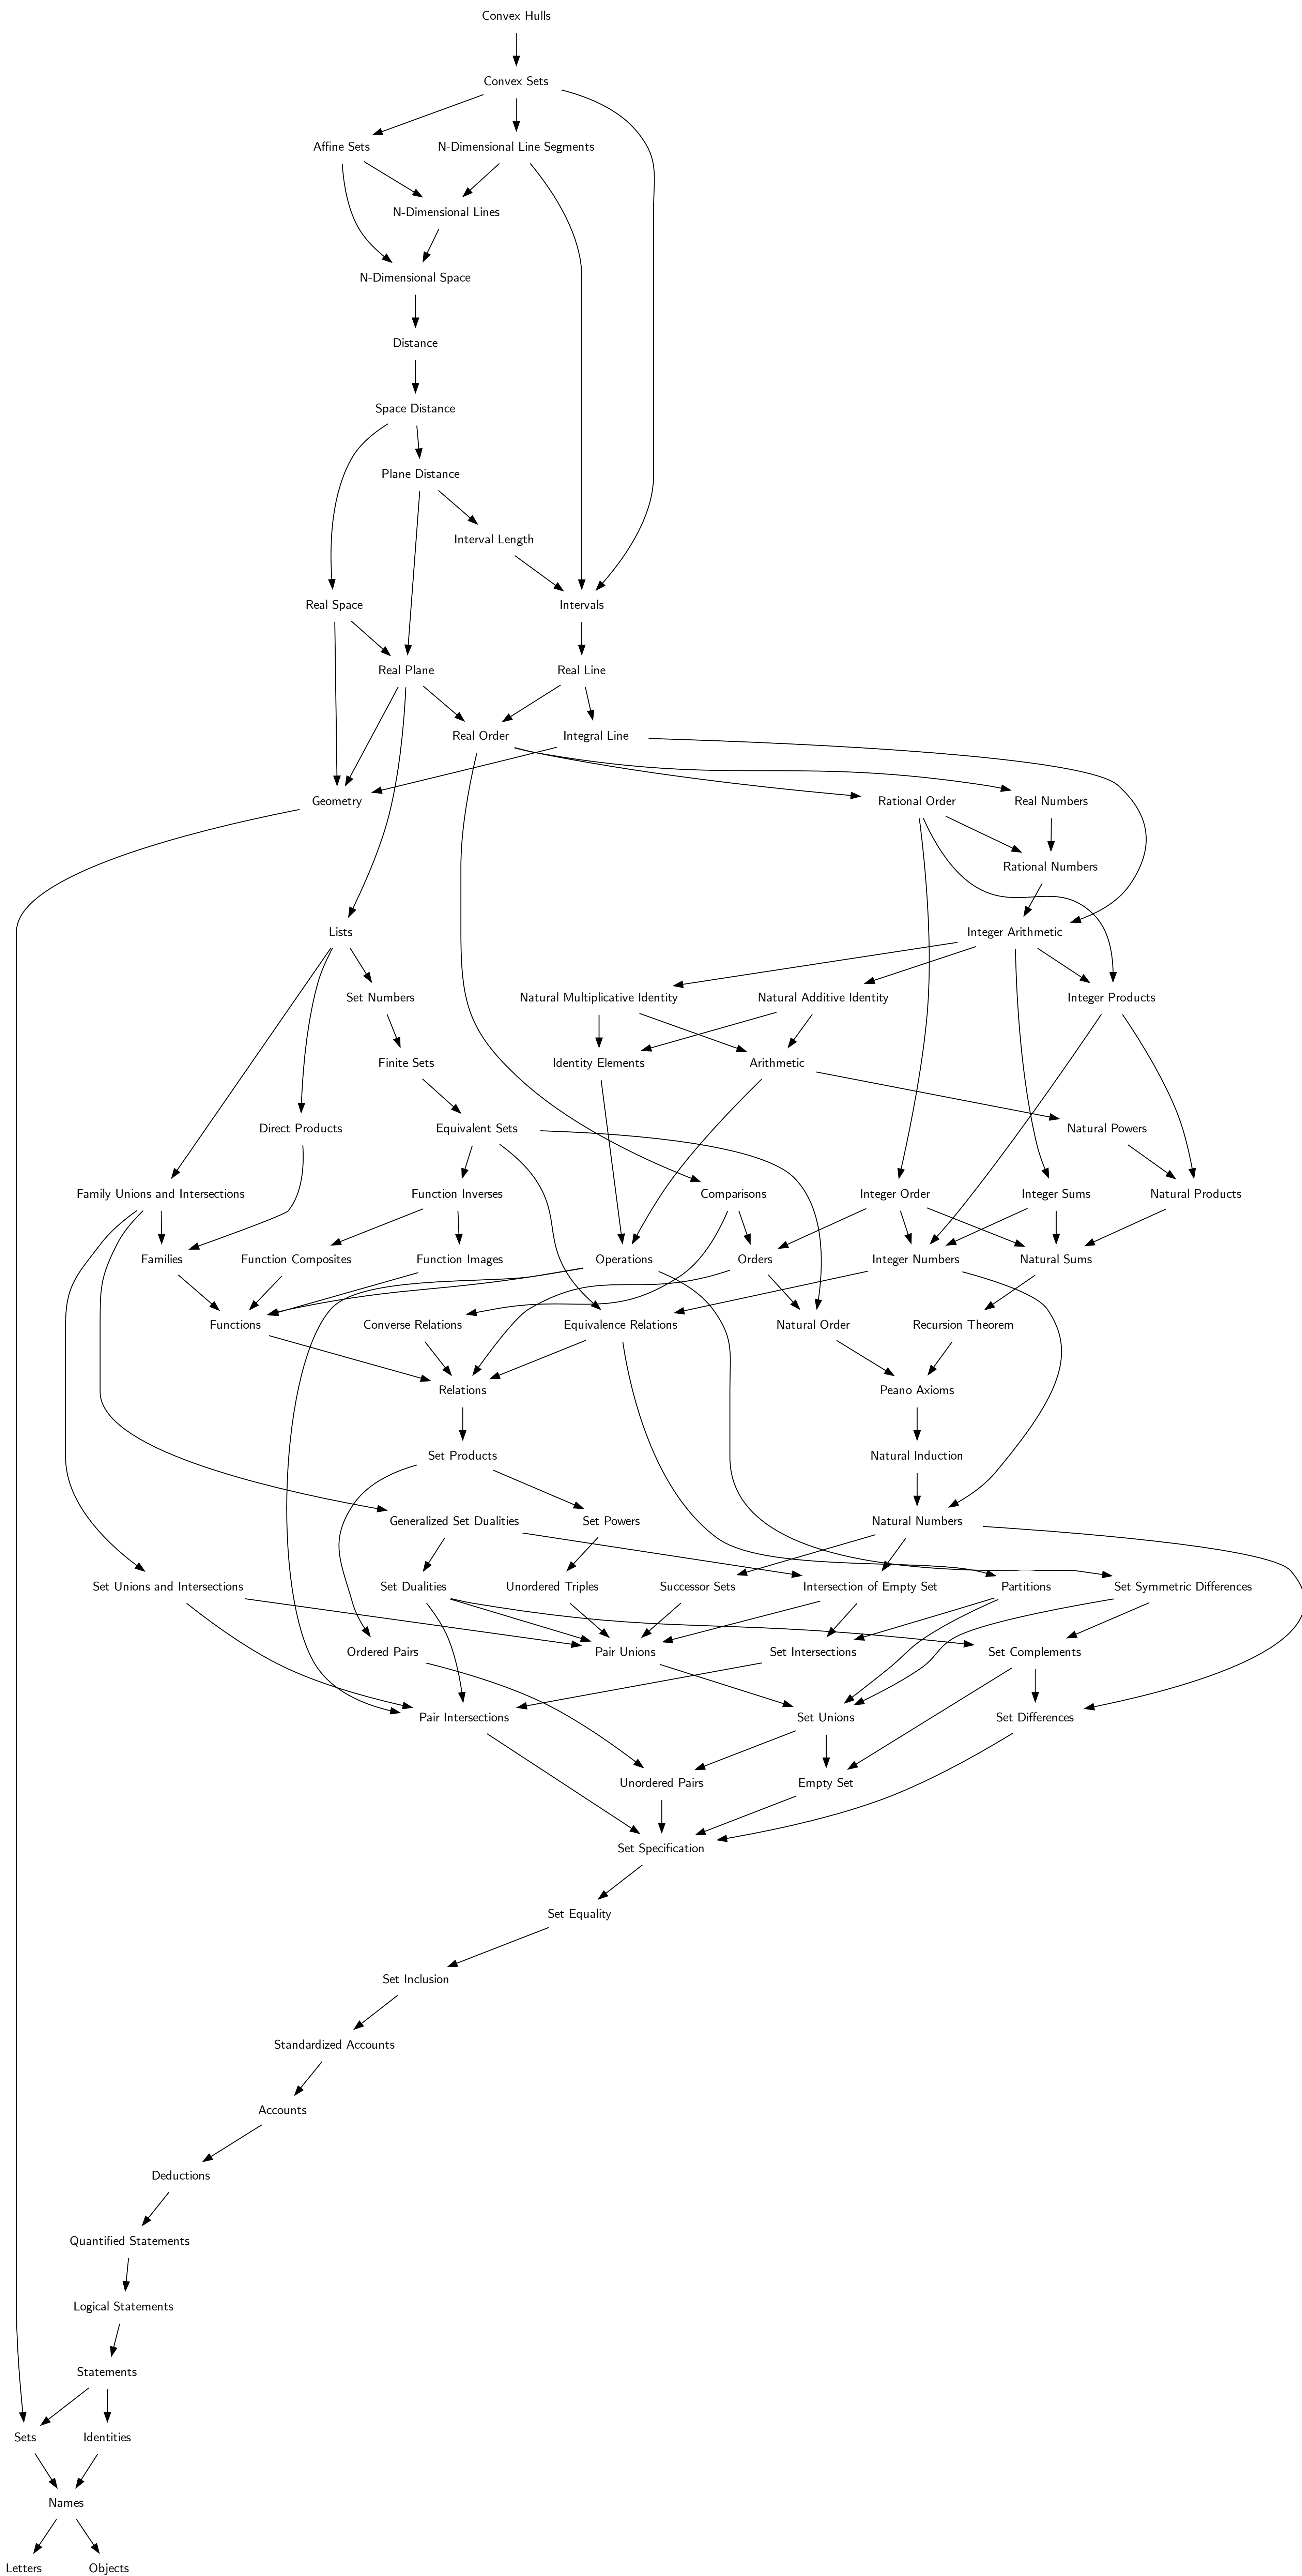 Convex Hulls
Convex Sets
Affine Sets
N-Dimensional Line Segments
N-Dimensional Lines
N-Dimensional Space
Distance
Space Distance
Plane Distance
Interval Length
Real Space
Intervals
Real Plane
Real Line
Real Order
Integral Line
Geometry
Rational Order
Real Numbers
Rational Numbers
Lists
Integer Arithmetic
Set Numbers
Natural Multiplicative Identity
Natural Additive Identity
Integer Products
Finite Sets
Identity Elements
Arithmetic
Direct Products
Equivalent Sets
Natural Powers
Family Unions and Intersections
Function Inverses
Comparisons
Integer Order
Integer Sums
Natural Products
Families
Function Composites
Function Images
Operations
Orders
Integer Numbers
Natural Sums
Functions
Converse Relations
Equivalence Relations
Natural Order
Recursion Theorem
Relations
Peano Axioms
Set Products
Natural Induction
Generalized Set Dualities
Set Powers
Natural Numbers
Set Unions and Intersections
Set Dualities
Unordered Triples
Successor Sets
Intersection of Empty Set
Partitions
Set Symmetric Differences
Ordered Pairs
Pair Unions
Set Intersections
Set Complements
Pair Intersections
Set Unions
Set Differences
Unordered Pairs
Empty Set
Set Specification
Set Equality
Set Inclusion
Standardized Accounts
Accounts
Deductions
Quantified Statements
Logical Statements
Statements
Sets
Identities
Names
Letters
Objects